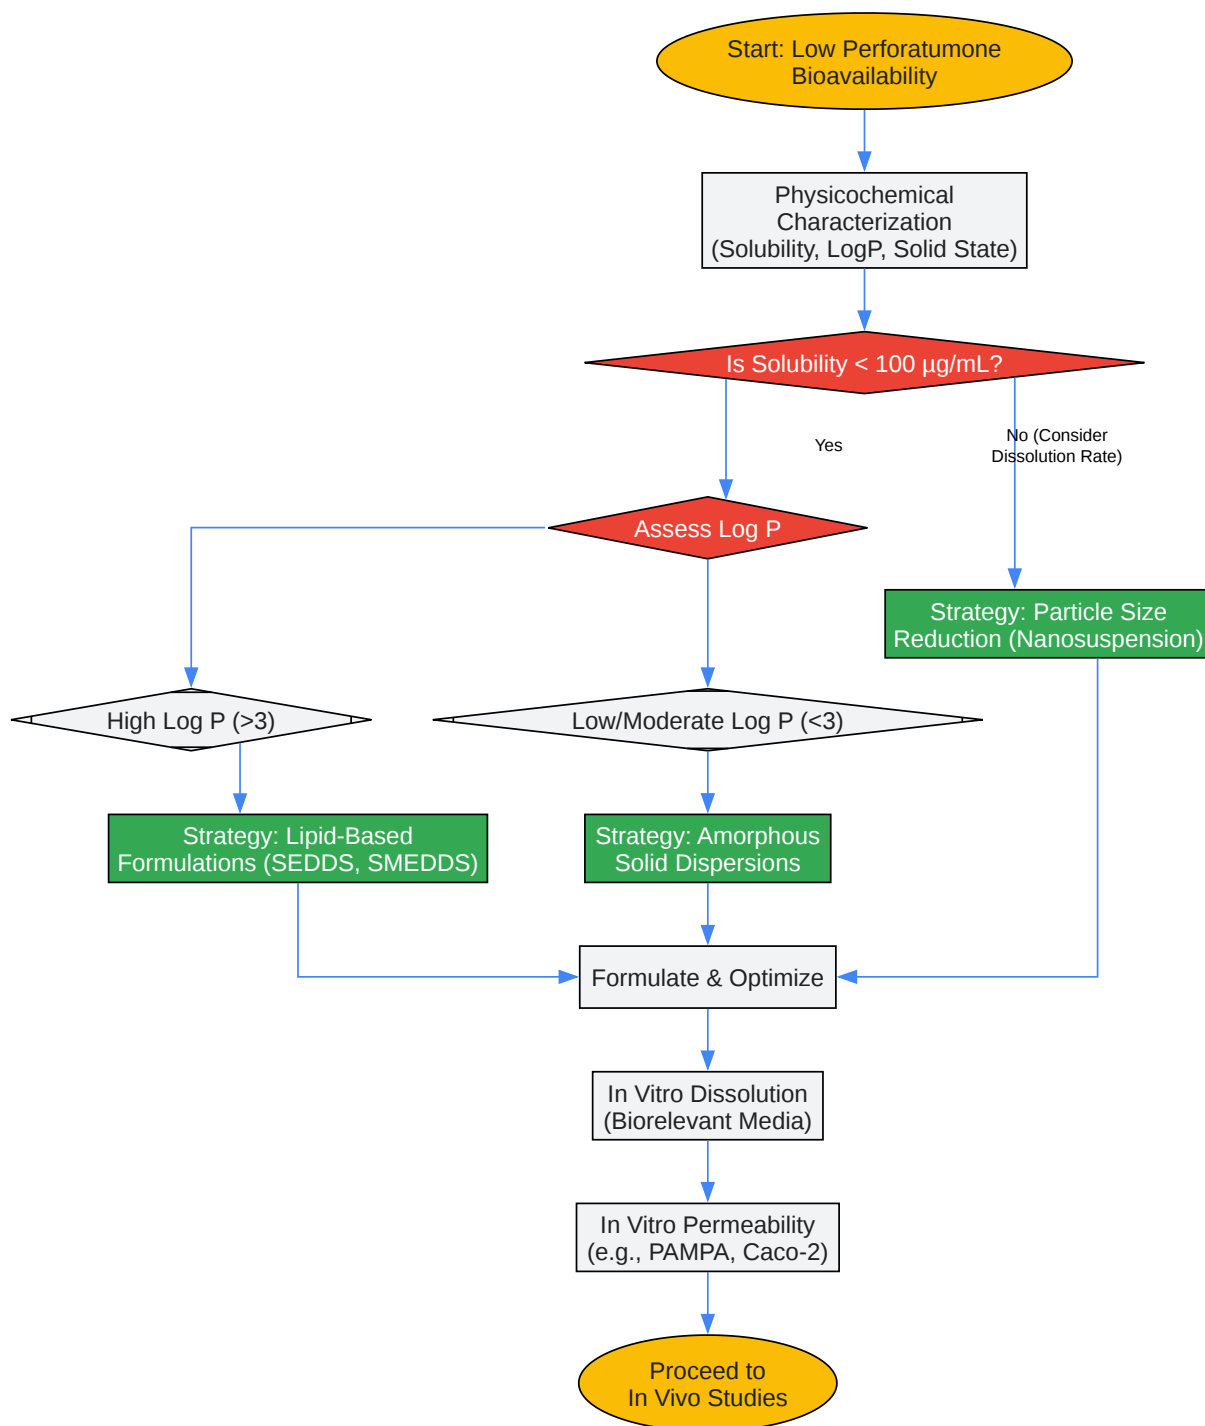 Start: Low Perforatumone
Bioavailability
Physicochemical
Characterization
(Solubility, LogP, Solid State)
Is Solubility < 100 µg/mL?
Yes
No (Consider
Dissolution Rate)
Assess Log P
Strategy: Particle Size
Reduction (Nanosuspension)
High Log P (>3)
Low/Moderate Log P (<3)
Strategy: Lipid-Based
Formulations (SEDDS, SMEDDS)
Strategy: Amorphous
Solid Dispersions
Formulate & Optimize
In Vitro Dissolution
(Biorelevant Media)
In Vitro Permeability
(e.g., PAMPA, Caco-2)
Proceed to
In Vivo Studies